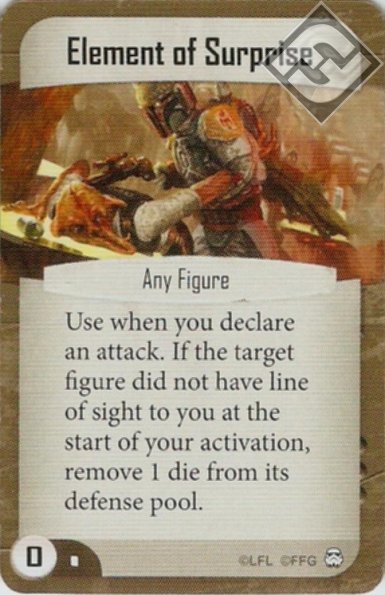 Element of Surprise
Any Figure
Use when you declare
an attack. If the target
figure did not have line
of sight to you at the
start of your activation,
remove 1 die from its
defense pool.
0
©LFL ©FFG